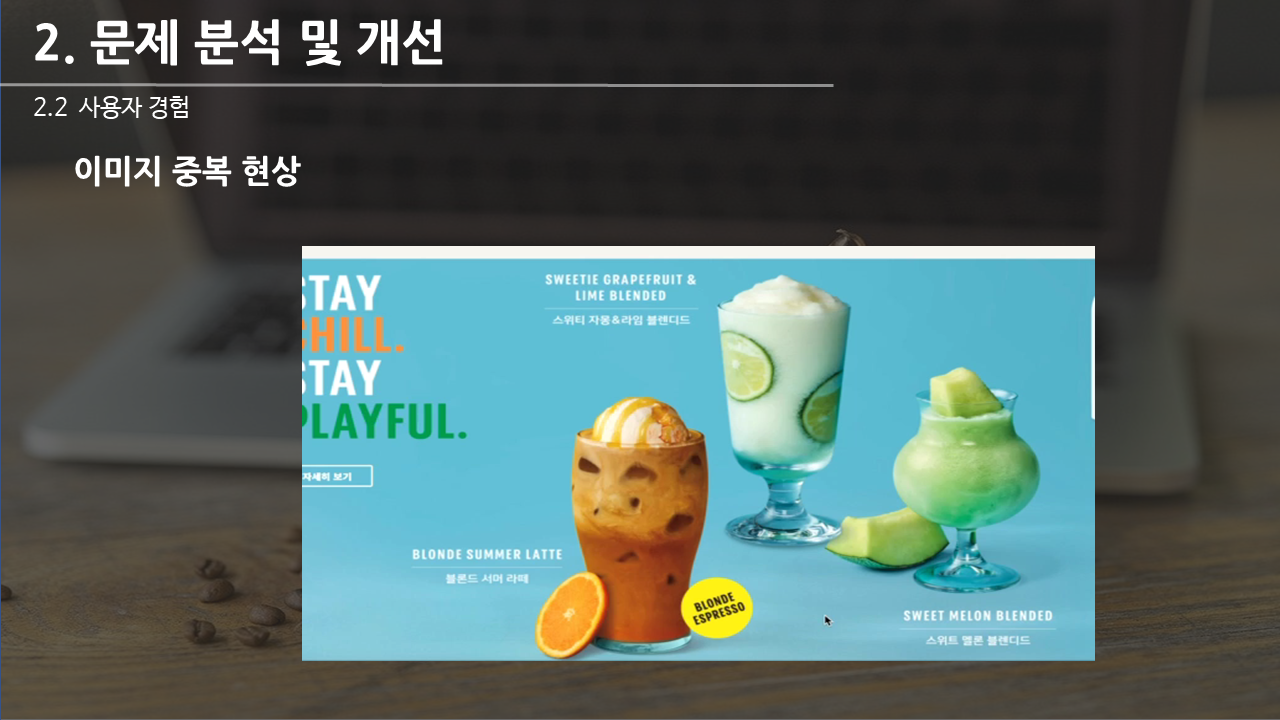 2. 문제 분석 및 개선
2.2 사용자 경험
이미지 중복 현상
STAY
CHILL.
STAY
PLAYFUL.
자세히 보기
SWEETIE GRAPEFRUIT &
LIME BLENDED
스위티 자몽&라임 블렌디드
BLONDE SUMMER LATTE
블론드 서머 라떼
BLONDE
ESPRESSO
SWEET MELON BLENDED
스위트 멜론 블렌디드